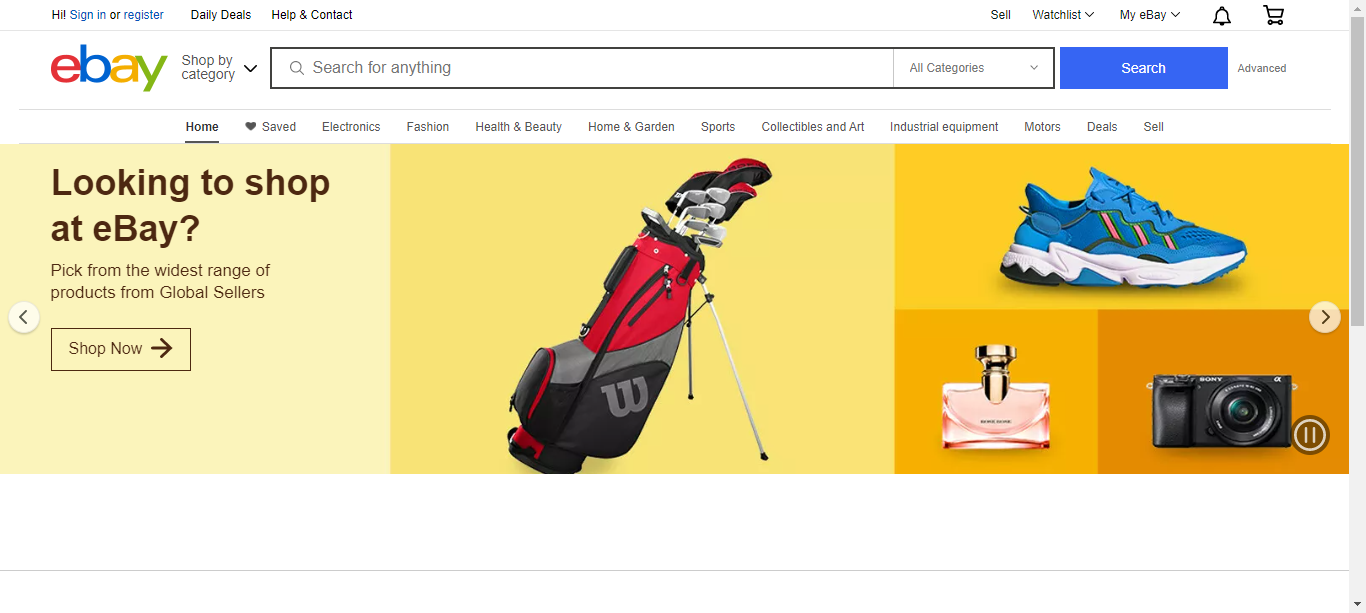 Hi! Sign in or register Daily Deals Help & Contact Sell Watchlist My eBay
ebay
Shop by
category
Search for anything
All Categories
Search
Advanced
Home Saved Electronics Fashion Health & Beauty Home & Garden Sports Collectibles and Art Industrial equipment Motors Deals Sell
Looking to shop
at eBay?
Pick from the widest range of
products from Global Sellers
Shop Now
W
SONY
α